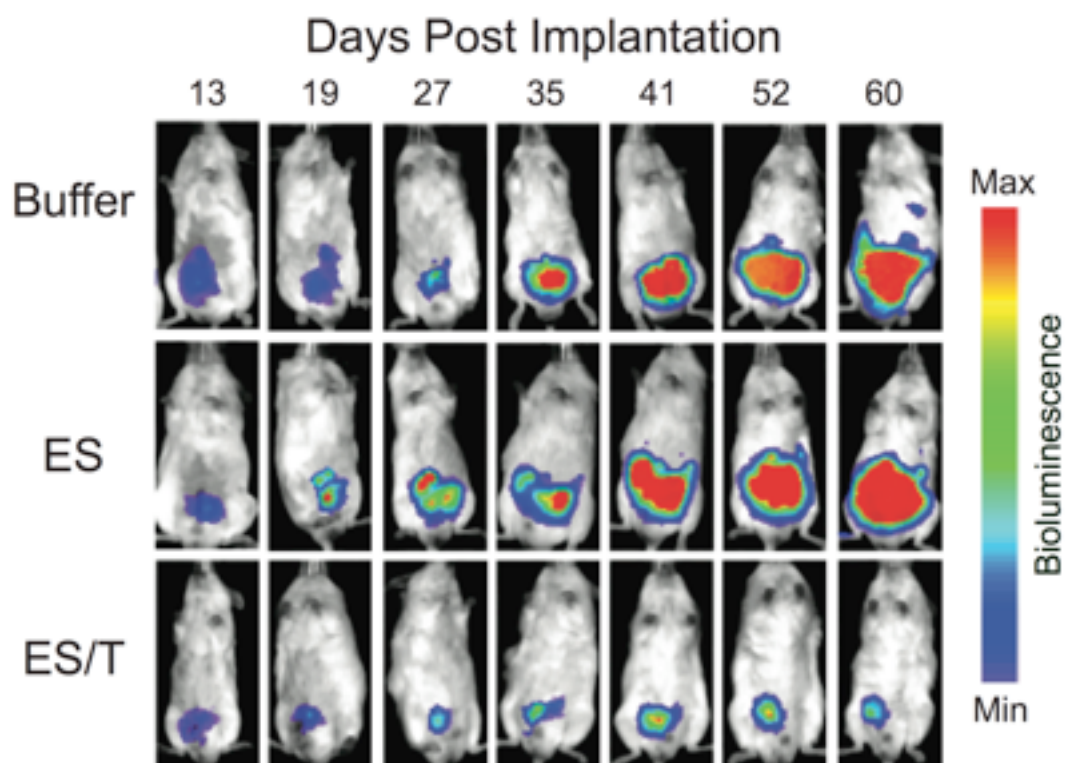 Days Post Implantation
13 19 27 35 41 52 60
Buffer
ES
ES/T
Max
Bioluminescence
Min